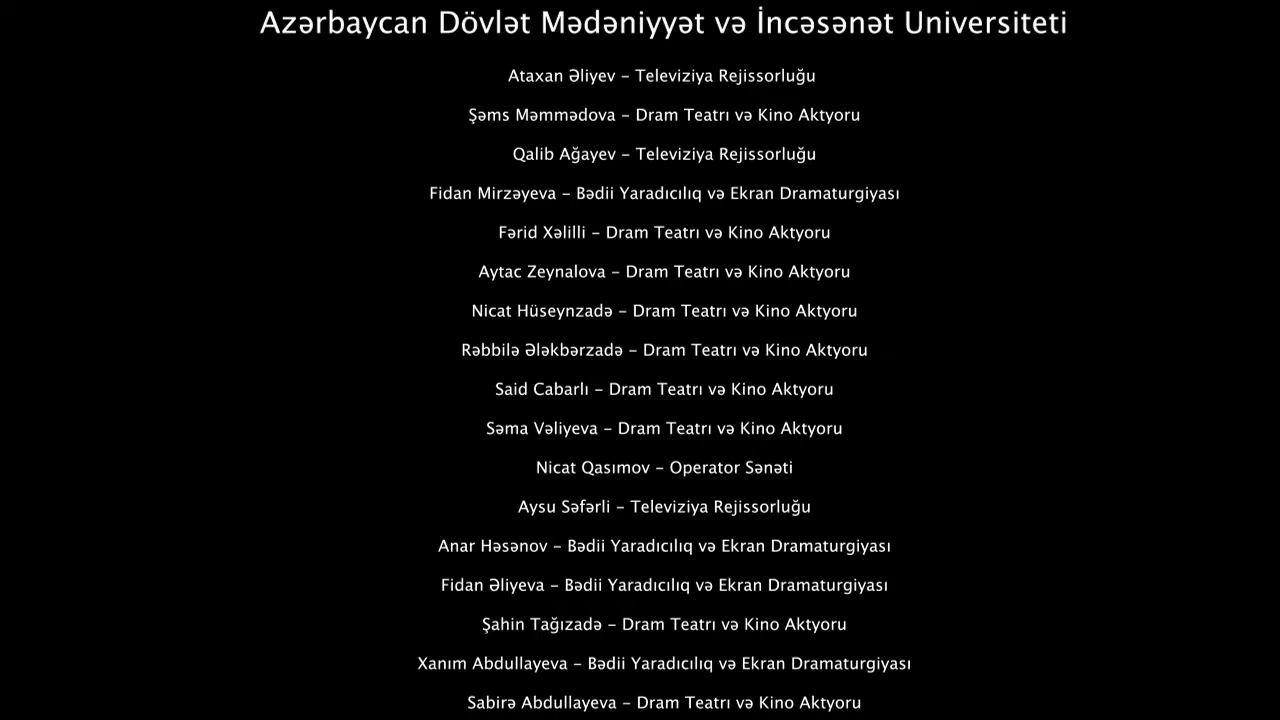 Azərbaycan Dövlət Mədəniyyət və İncəsənət Universiteti
Ataxan Əliyev – Televiziya Rejissorluğu
Şəms Məmmədova – Dram Teatrı və Kino Aktyoru
Qalib Ağayev – Televiziya Rejissorluğu
Fidan Mirzəyeva – Bədii Yaradıcılıq və Ekran Dramaturgiyası
Fərid Xəlilli – Dram Teatrı və Kino Aktyoru
Aytac Zeynalova – Dram Teatrı və Kino Aktyoru
Nicat Hüseynzadə – Dram Teatrı və Kino Aktyoru
Rəbbilə Ələkbərzadə – Dram Teatrı və Kino Aktyoru
Said Cabarlı – Dram Teatrı və Kino Aktyoru
Səma Vəliyeva – Dram Teatrı və Kino Aktyoru
Nicat Qasımov – Operator Sənəti
Aysu Səfərli – Televiziya Rejissorluğu
Anar Həsənov – Bədii Yaradıcılıq və Ekran Dramaturgiyası
Fidan Əliyeva – Bədii Yaradıcılıq və Ekran Dramaturgiyası
Şahin Tağızadə – Dram Teatrı və Kino Aktyoru
Xanım Abdullayeva – Bədii Yaradıcılıq və Ekran Dramaturgiyası
Sabirə Abdullayeva – Dram Teatrı və Kino Aktyoru